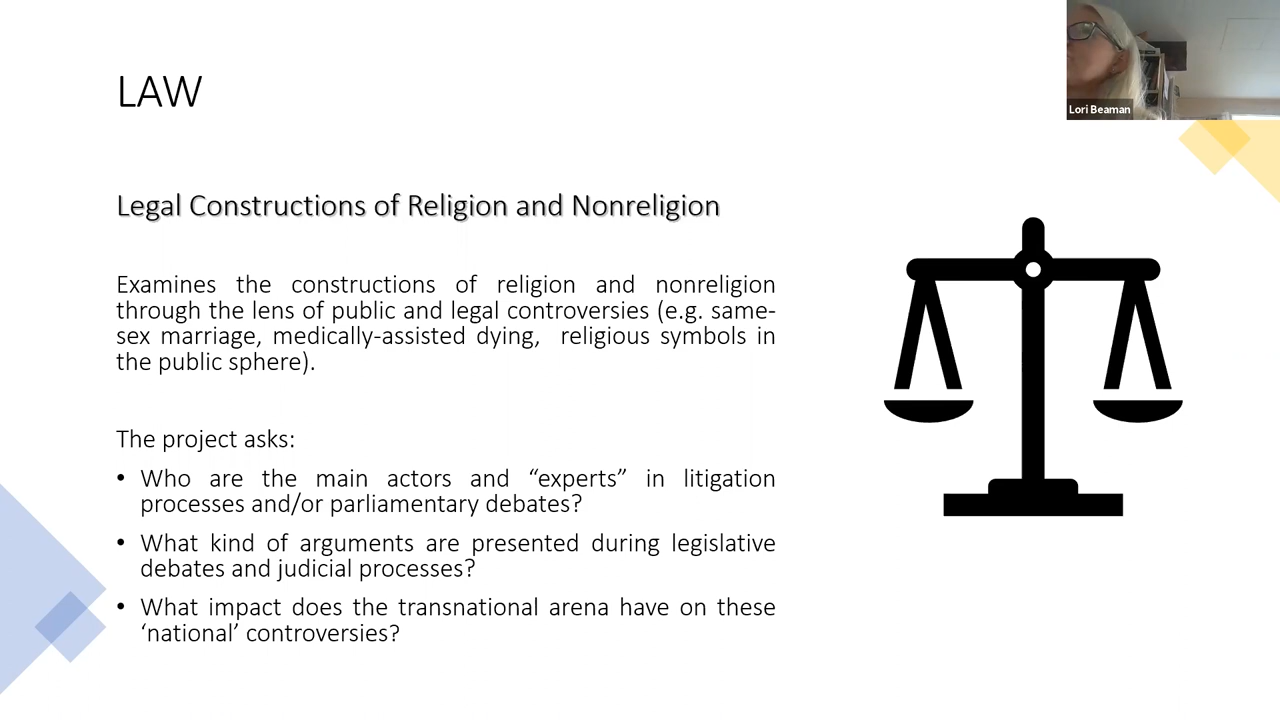 LAW
Lori Beaman
Legal Constructions of Religion and Nonreligion
Examines the constructions of religion and nonreligion
through the lens of public and legal controversies (e.g. same-
sex marriage, medically-assisted dying,  religious symbols in
the public sphere).
The project asks:
• Who are the main actors and “experts” in litigation
processes and/or parliamentary debates?
• What kind of arguments are presented during legislative
debates and judicial processes?
• What impact does the transnational arena have on these
‘national’ controversies?